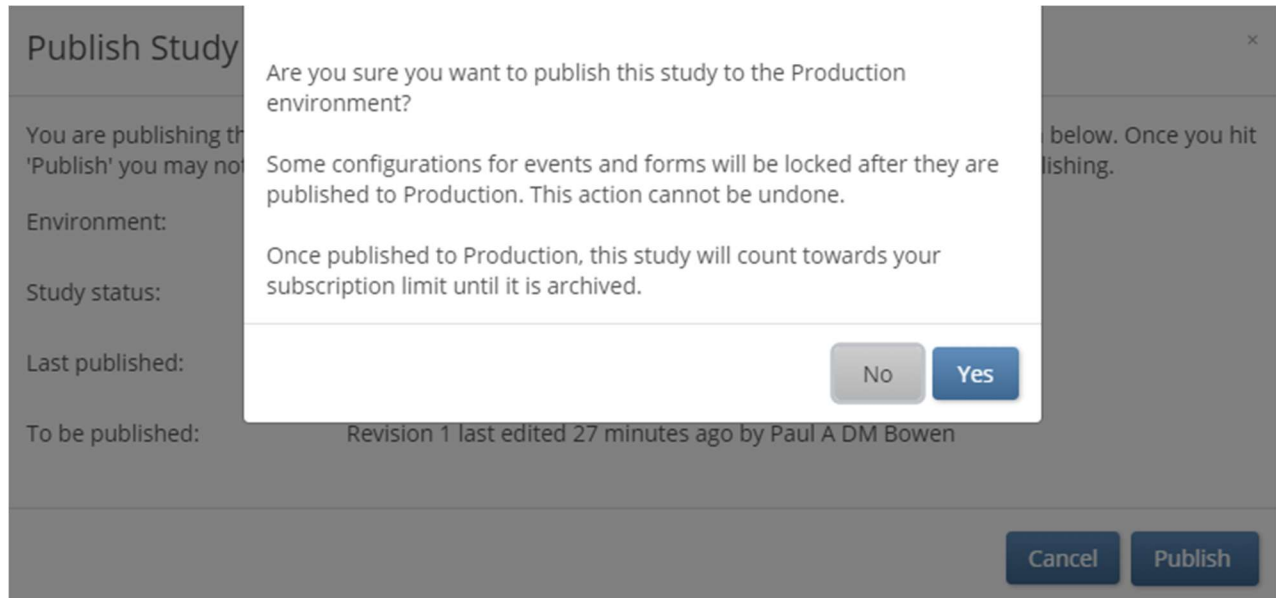 Publish Study
×
Are you sure you want to publish this study to the Production
environment?
You are publishing th
below. Once you hit
'Publish' you may not
lishing.
Some configurations for events and forms will be locked after they are
published to Production. This action cannot be undone.
Environment:
Once published to Production, this study will count towards your
subscription limit until it is archived.
Study status:
Last published:
No
Yes
To be published:
Revision 1 last edited 27 minutes ago by Paul A DM Bowen
Cancel
Publish